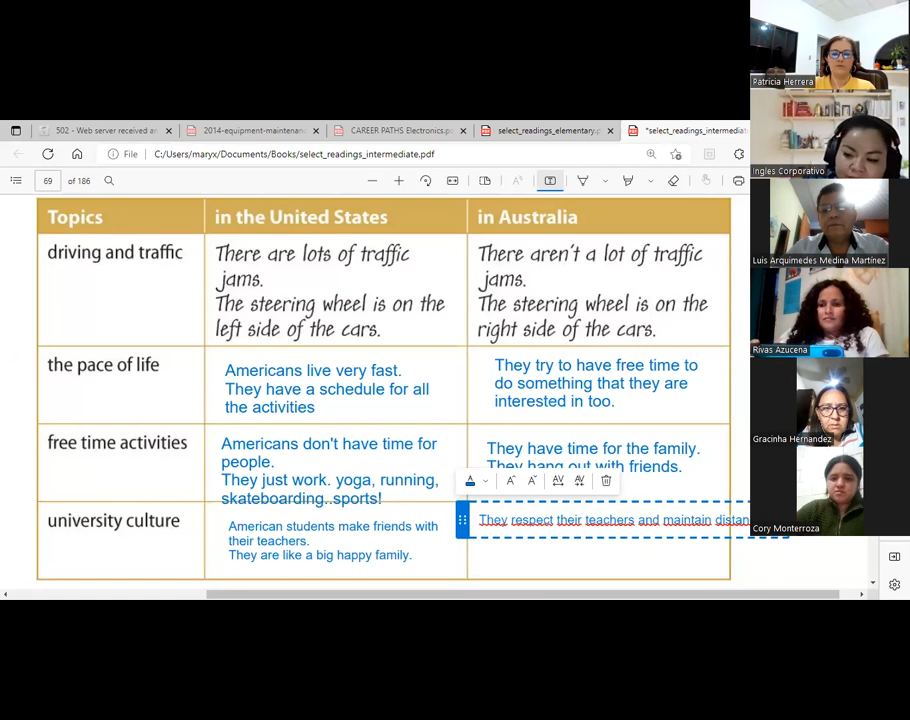 502 - Web server received an
2014-equipment-maintenanc
CAREER PATHS Electronics.pc
select_readings_elementary.p
*select_readings_intermediate
File
C:/Users/maryx/Documents/Books/select_readings_intermediate.pdf
69 of 186
Topics
in the United States
in Australia
driving and traffic
There are lots of traffic
jams.
The steering wheel is on the
left side of the cars.
There aren't a lot of traffic
jams.
The steering wheel is on the
right side of the cars.
the pace of life
Americans live very fast.
They have a schedule for all
the activities
They try to have free time to
do something that they are
interested in too.
free time activities
Americans don't have time for
people.
They just work. yoga, running,
skateboarding..sports!
They have time for the family.
They hang out with friends.
university culture
American students make friends with
their teachers.
They are like a big happy family.
They respect their teachers and maintain distan
Patricia Herrera
Ingles Corporativo
Luis Arquimedes Medina Martínez
Rivas Azucena
Gracinha Hernandez
Cory Monterroza